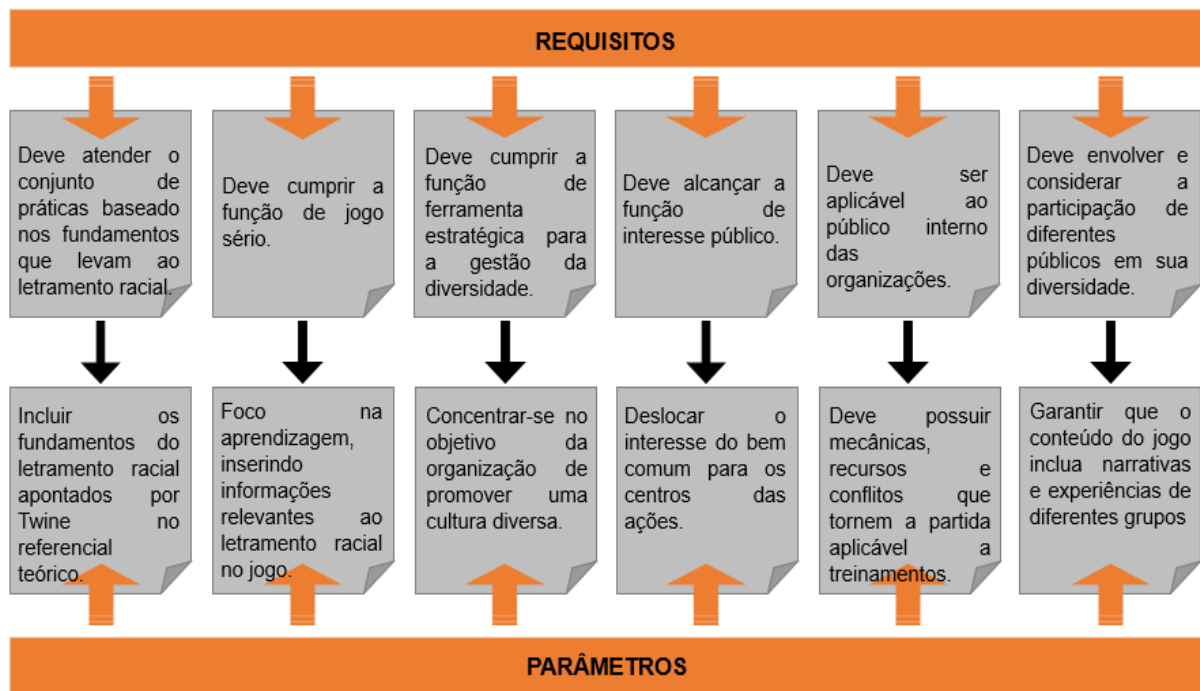 REQUISITOS
Deve atender o
conjunto de
práticas baseado
nos fundamentos
que levam ao
letramento racial.
Deve cumprir a
função de jogo
sério.
Deve cumprir a
função de
ferramenta
estratégica para
a gestão da
diversidade.
Deve alcançar a
função de
interesse público.
Deve ser
aplicável ao
público interno
das
organizações.
Deve envolver e
considerar a
participação de
diferentes
públicos em sua
diversidade.
Incluir os
fundamentos do
letramento racial
apontados por
Twine no
referencial
teórico.
Foco na
aprendizagem,
inserindo
informações
relevantes ao
letramento racial
no jogo.
Concentrar-se no
objetivo da
organização de
promover uma
cultura diversa.
Deslocar o
interesse do bem
comum para os
centros das
ações.
Deve possuir
mecânicas,
recursos e
conflitos que
tornem a partida
aplicável a
treinamentos.
Garantir que o
conteúdo do jogo
inclua narrativas
e experiências de
diferentes grupos
PARÂMETROS